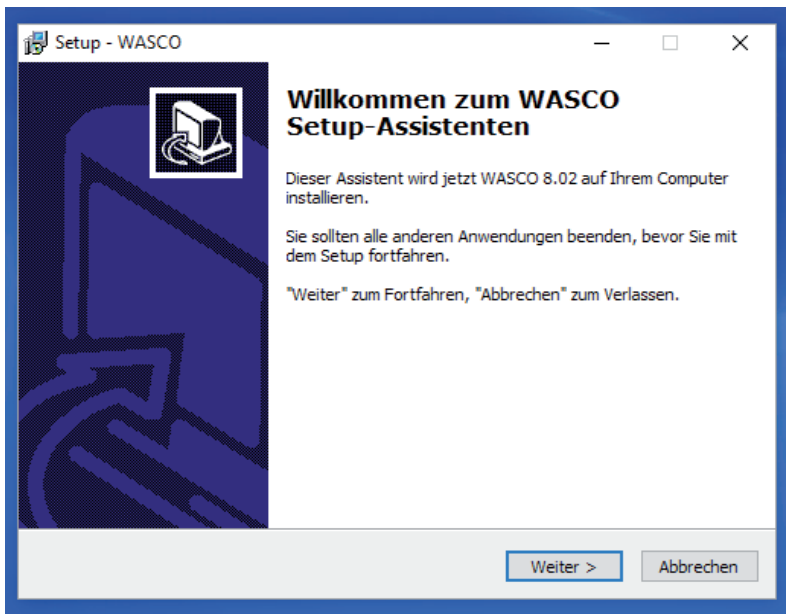 Setup - WASCO
Willkommen zum WASCO
Setup-Assistenten
Dieser Assistent wird jetzt WASCO 8.02 auf Ihrem Computer
installieren.
Sie sollten alle anderen Anwendungen beenden, bevor Sie mit
dem Setup fortfahren.
"Weiter" zum Fortfahren, "Abbrechen" zum Verlassen.
Weiter >
Abbrechen